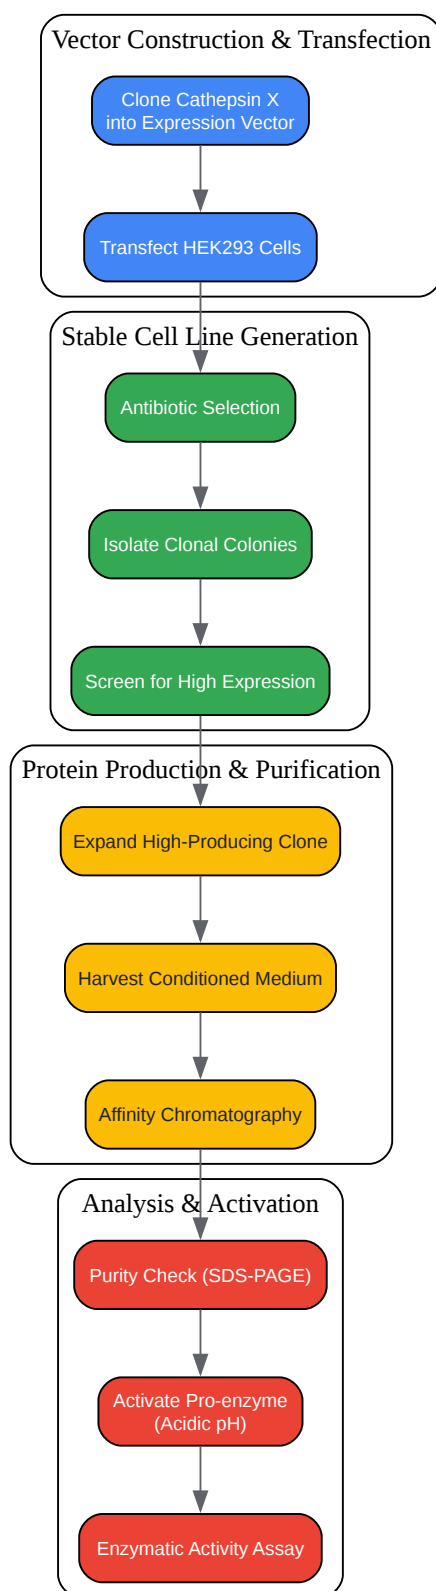 Vector Construction & Transfection
Clone Cathepsin X
into Expression Vector
Transfect HEK293 Cells
Stable Cell Line Generation
Antibiotic Selection
Isolate Clonal Colonies
Screen for High Expression
Protein Production & Purification
Expand High-Producing Clone
Harvest Conditioned Medium
Affinity Chromatography
Analysis & Activation
Purity Check (SDS-PAGE)
Activate Pro-enzyme
(Acidic pH)
Enzymatic Activity Assay